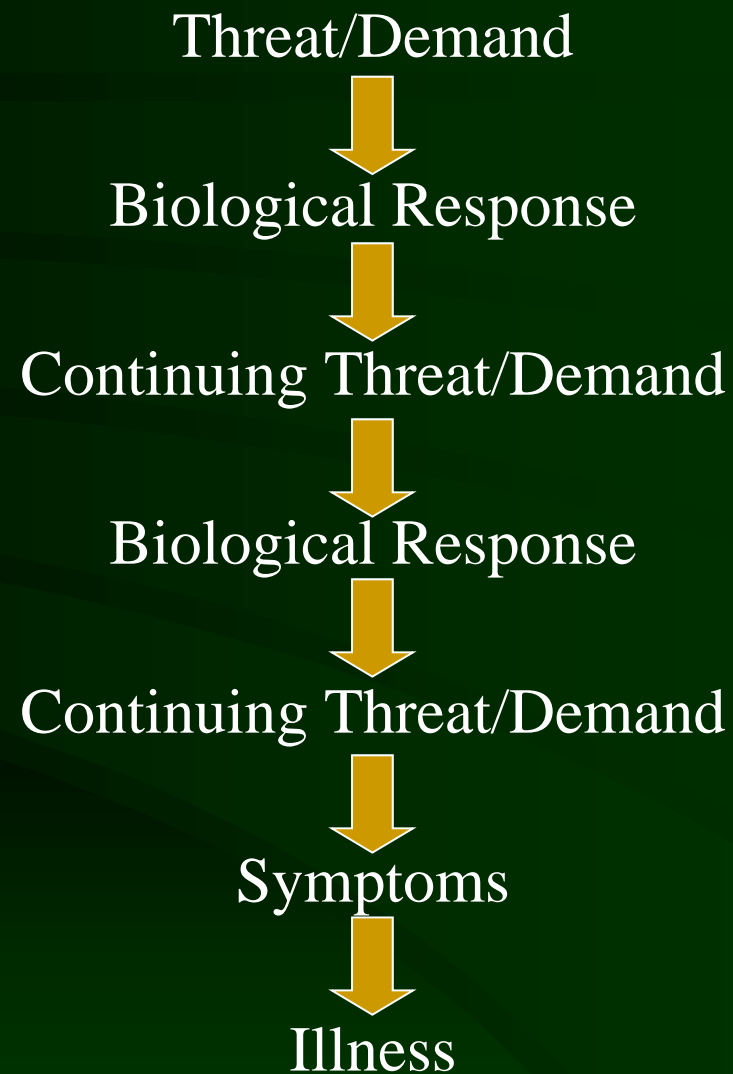 Threat/Demand
Biological Response
Continuing Threat/Demand
Biological Response
Continuing Threat/Demand
Symptoms
Illness